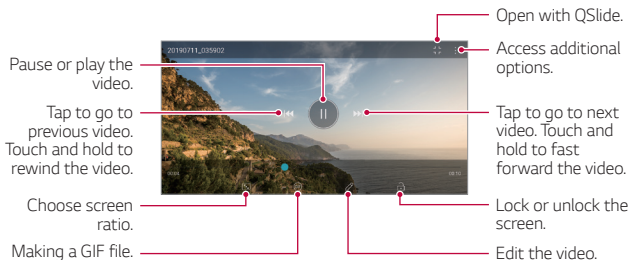 Open with QSlide.
20190711_035902
Access additional
options.
Pause or play the
video.
Tap to go to
previous video.
Touch and hold to
rewind the video.
Tap to go to next
video. Touch and
hold to fast
forward the video.
00:10
Choose screen
ratio.
Lock or unlock the
screen.
Making a GIF file.
Edit the video.